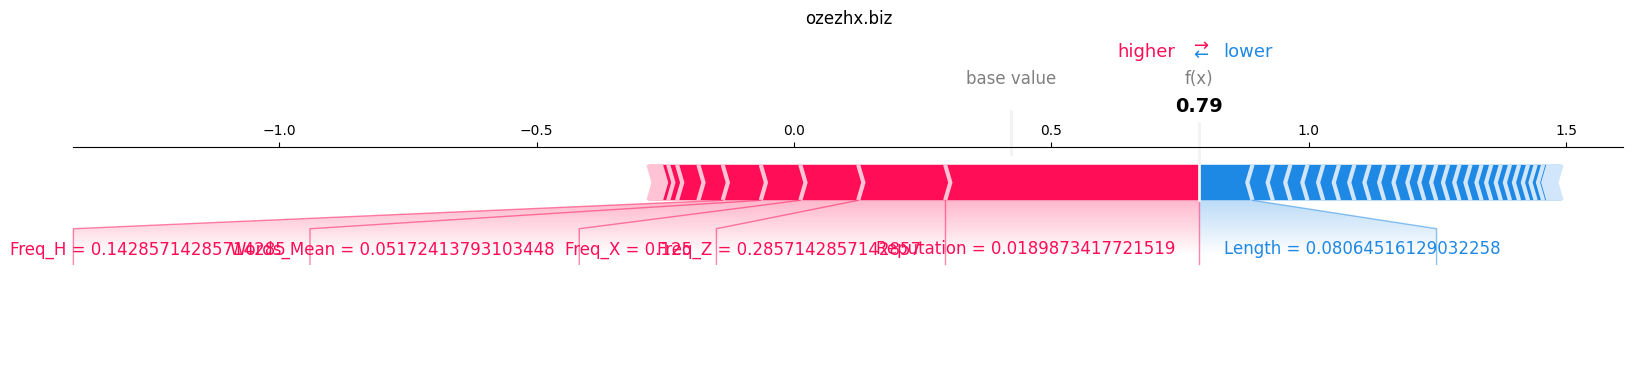 ozezhx.biz
higher ⇄ lower
base value f(x)
0.79
−1.0 −0.5 0.0 0.5 1.0 1.5
Freq_H = 0.14285714285714285 Words_Mean = 0.05172413793103448 Freq_X = 0.125 Freq_Z = 0.2857142857142857 Reputation = 0.0189873417721519 Length = 0.08064516129032258